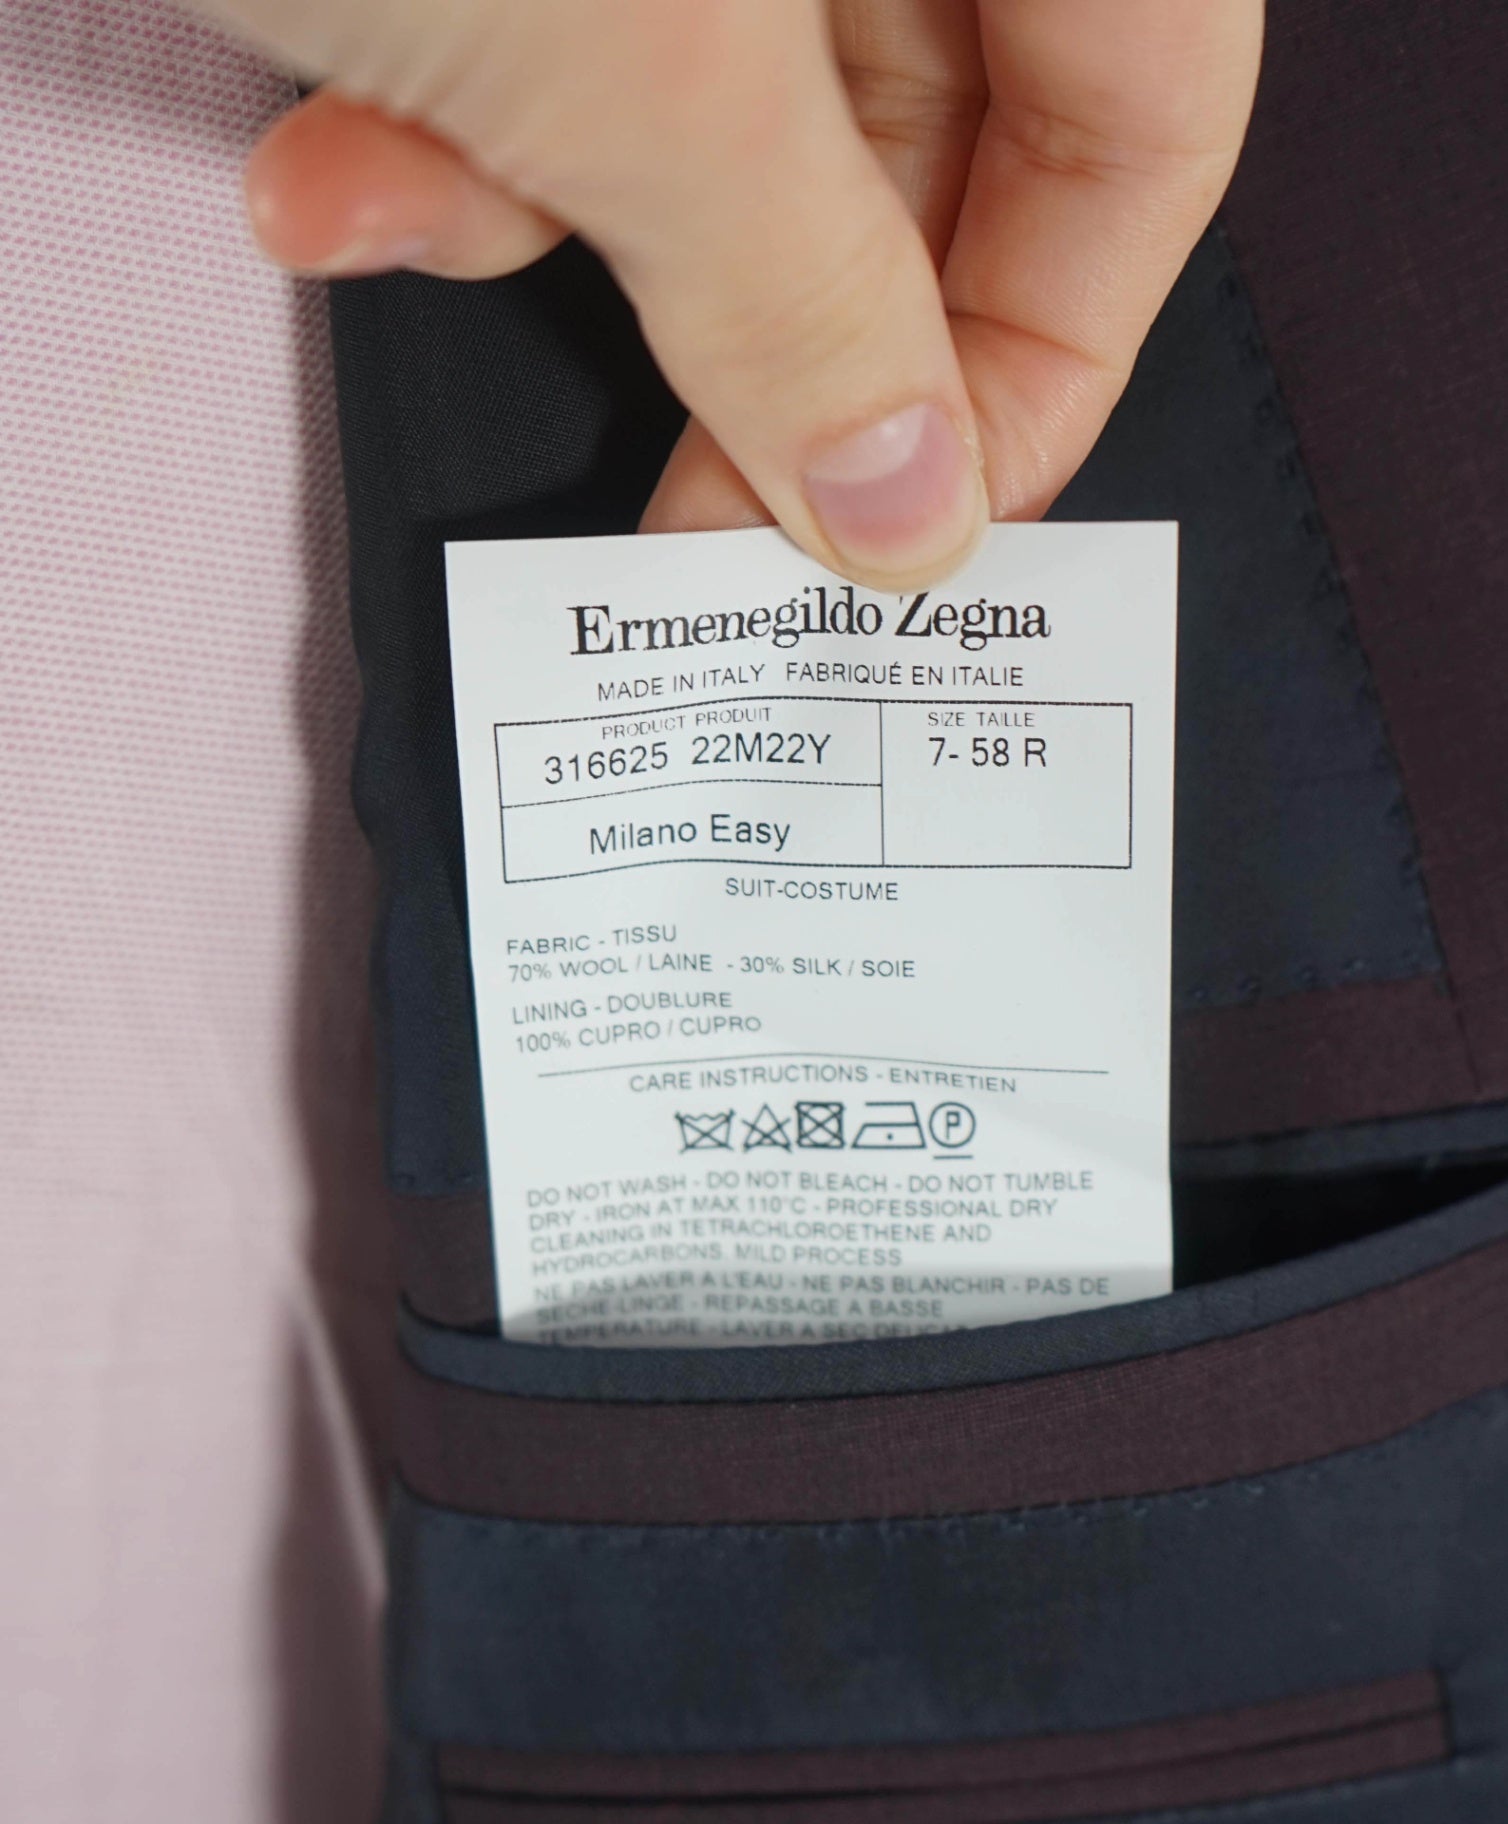 Ermenegildo Zegna
MADE IN ITALY FABRIQUÉ EN ITALIE
PRODUCT PRODUIT
316625 22M22Y
SIZE TAILLE
7- 58 R
Milano Easy
SUIT-COSTUME
FABRIC - TISSU
70% WOOL / LAINE - 30% SILK / SOIE
LINING - DOUBLURE
100% CUPRO / CUPRO
CARE INSTRUCTIONS - ENTRETIEN
P
DO NOT WASH - DO NOT BLEACH - DO NOT TUMBLE
DRY - IRON AT MAX 110°C - PROFESSIONAL DRY
CLEANING IN TETRACHLOROETHENE AND
HYDROCARBONS. MILD PROCESS
NE PAS LAVER A L'EAU - NE PAS BLANCHIR - PAS DE
SECHE-LINGE - REPASSAGE A BASSE
TEMPERATURE - LAVER A SEC